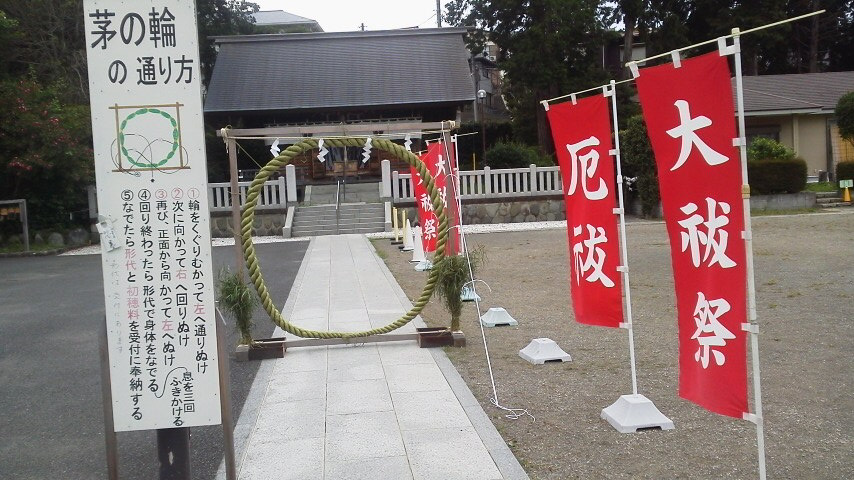 茅の輪
の通り方
①輪をくぐりむかって左へ通りぬけ
②次に向かって右へ回りぬけ
③再び、正面から向かって左へぬけ
④回り終わったら形代で身体をなでる
息を三回
ふきかける
⑤なでたら形代と初穂料を受付に奉納する
厄祓
大祓祭
大祓祭